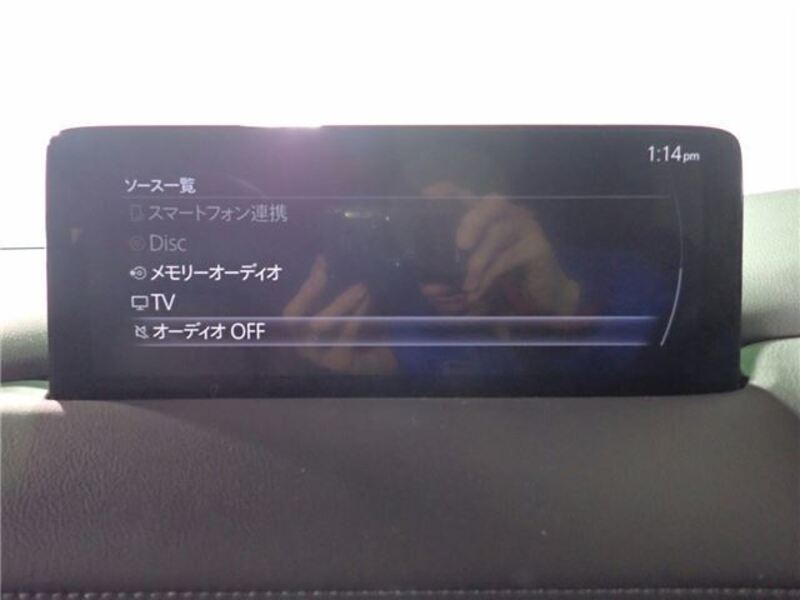 1:14pm
ソース一覧
スマートフォン連携
Disc
メモリーオーディオ
TV
オーディオ OFF